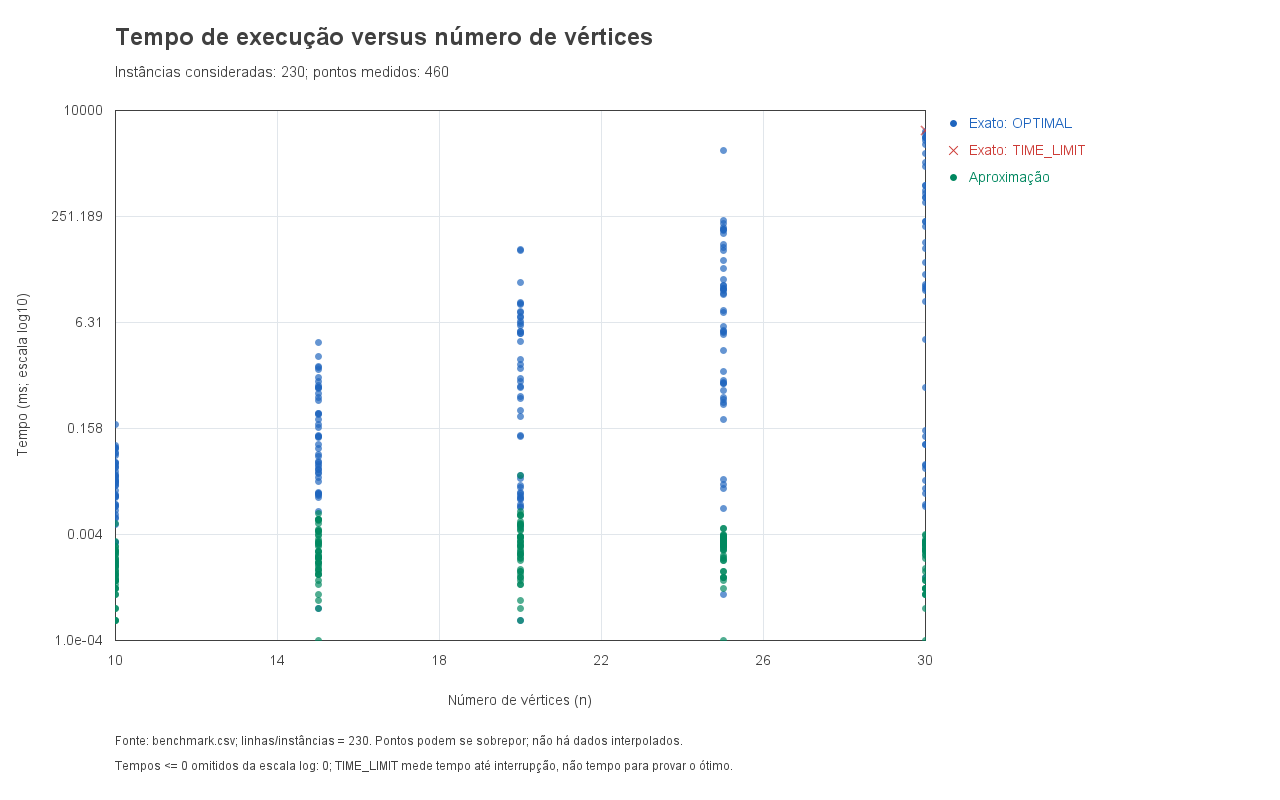 Tempo de execução versus número de vértices
Instâncias consideradas: 230; pontos medidos: 460
10000
251.189
6.31
0.158
0.004
1.0e-04
Tempo (ms; escala log10)
10 14 18 22 26 30
Número de vértices (n)
Exato: OPTIMAL
Exato: TIME_LIMIT
Aproximação
Fonte: benchmark.csv; linhas/instâncias = 230. Pontos podem se sobrepor; não há dados interpolados.
Tempos <= 0 omitidos da escala log: 0; TIME_LIMIT mede tempo até interrupção, não tempo para provar o ótimo.